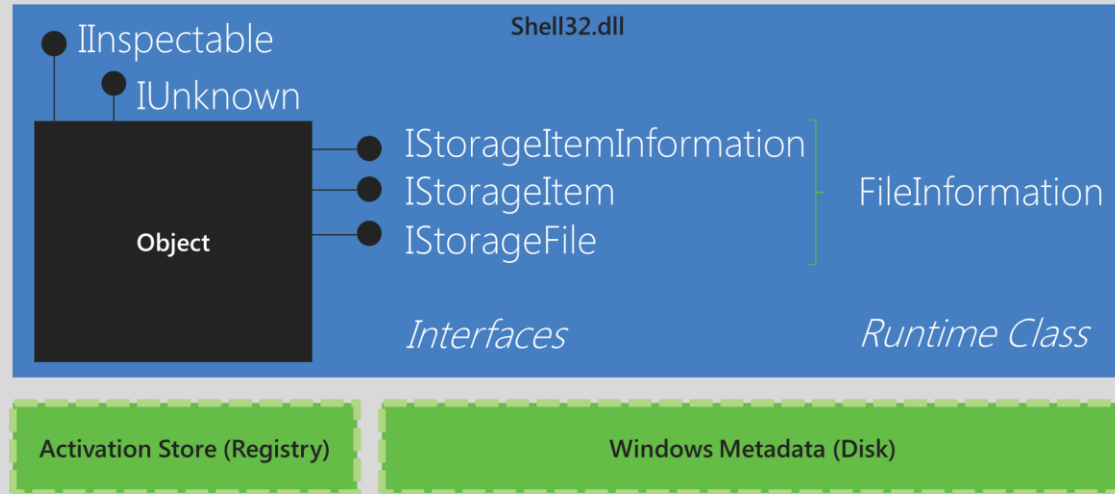 Shell32.dll
IInspectable
IUnknown
Object
IStorageItemInformation
IStorageItem
IStorageFile
FileInformation
Interfaces
Runtime Class
Activation Store (Registry)
Windows Metadata (Disk)